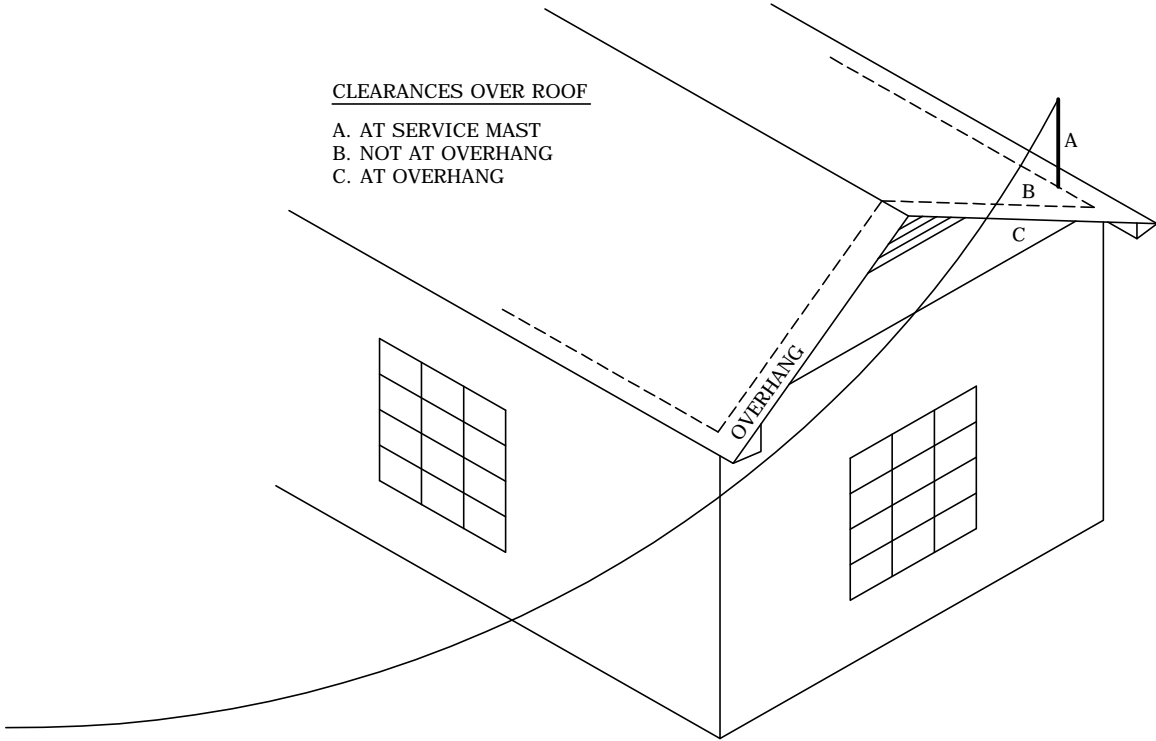 CLEARANCES OVER ROOF
A. AT SERVICE MAST
B. NOT AT OVERHANG
C. AT OVERHANG
A
B
C
OVERHANG